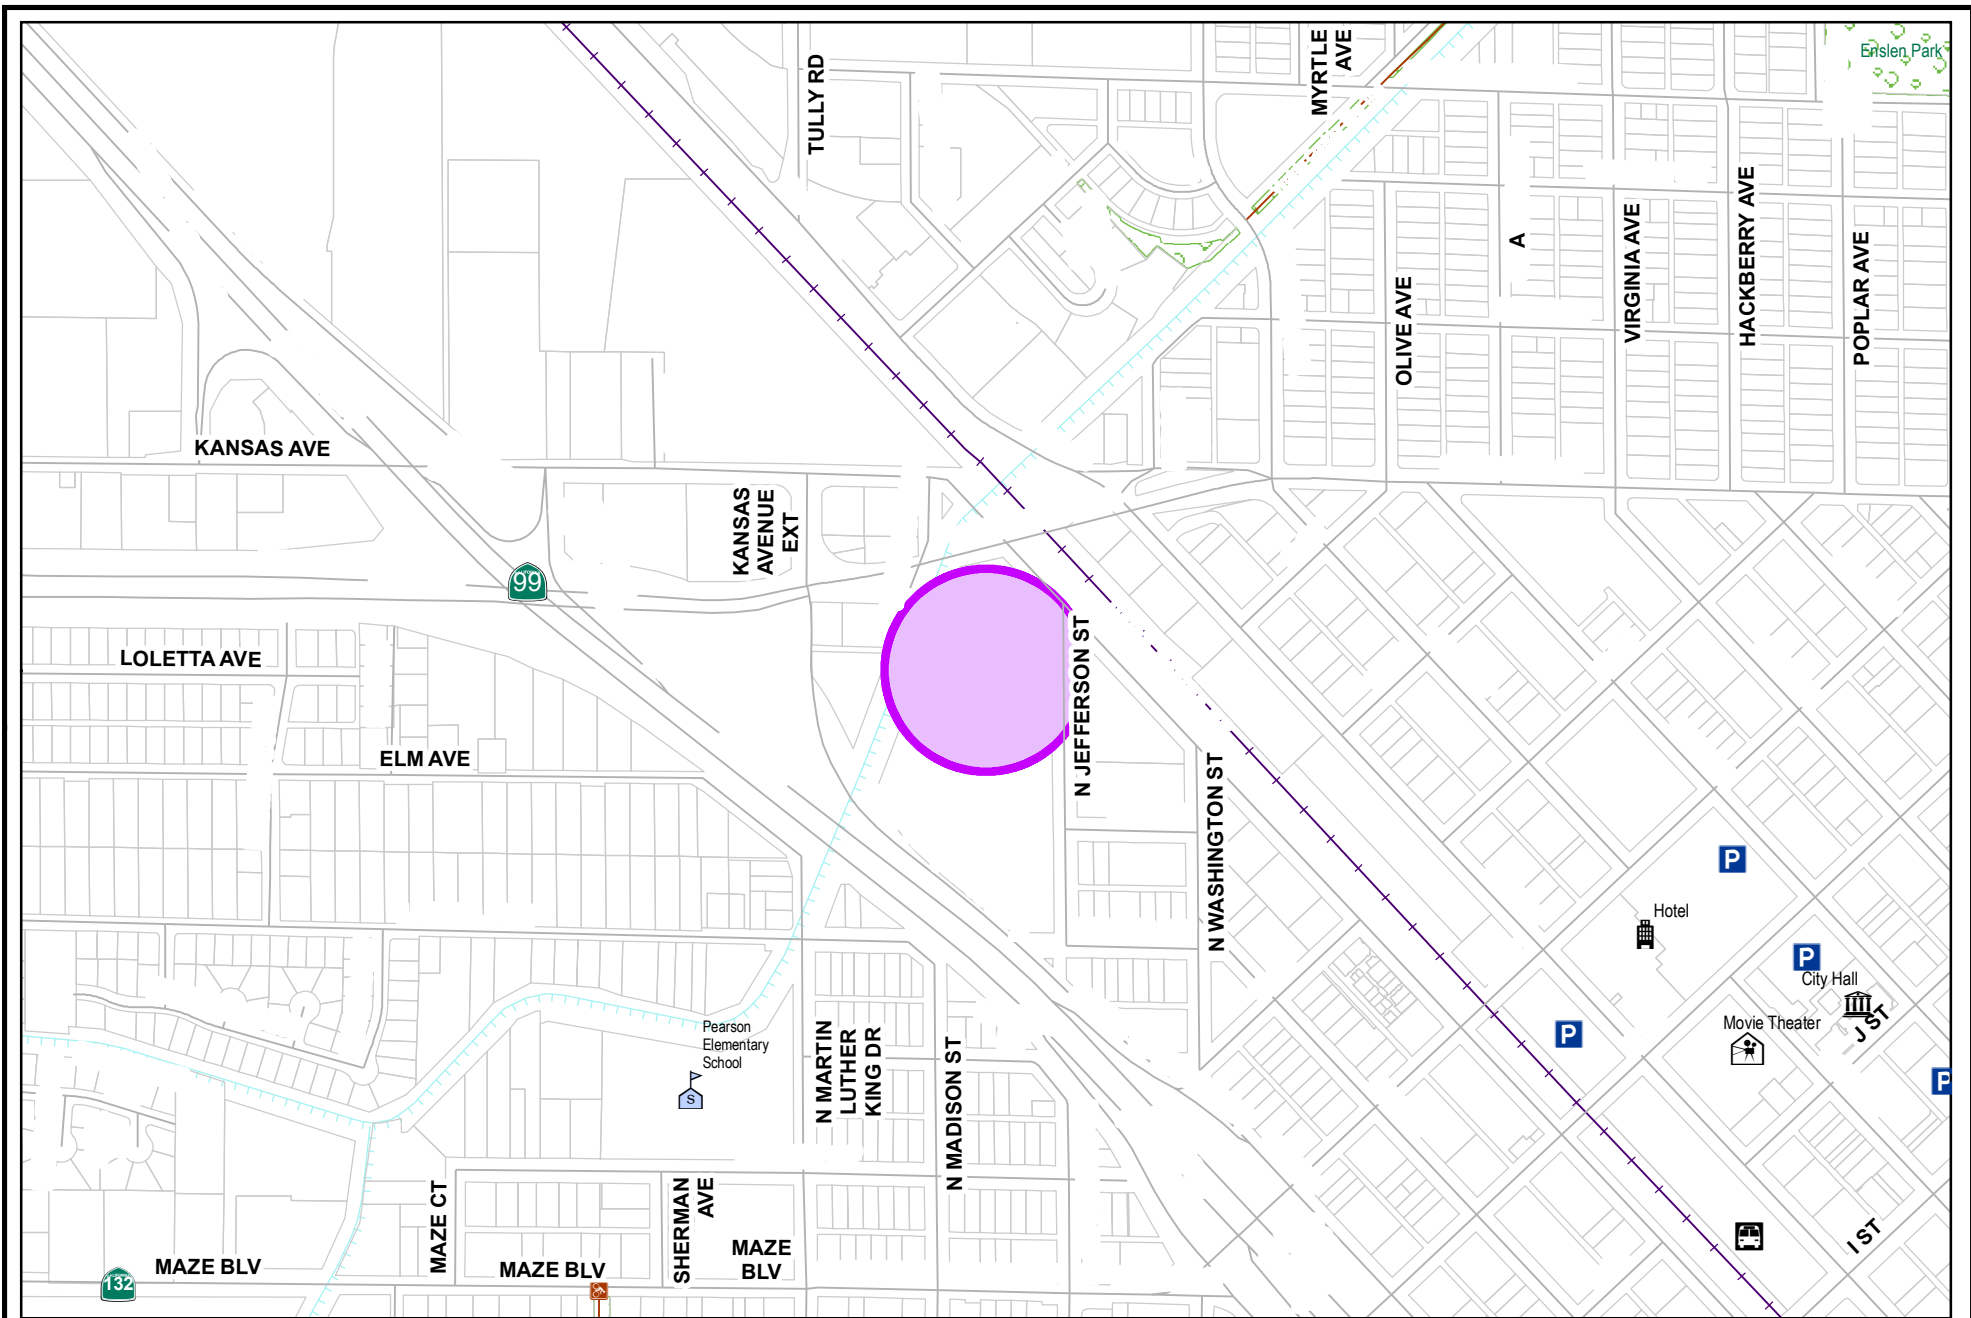 Enslen Park
MYRTLE
AVE
TULLY RD
HACKBERRY AVE
VIRGINIA AVE
A
POPLAR AVE
OLIVE AVE
KANSAS AVE
KANSAS
AVENUE
EXT
99
LOLETTA AVE
N JEFFERSON ST
ELM AVE
N WASHINGTON ST
P
Hotel
P
City Hall
J ST
Movie Theater
P
P
Pearson
Elementary
School
S
N MARTIN
LUTHER
KING DR
N MADISON ST
MAZE CT
SHERMAN
AVE
MAZE
BLV
MAZE BLV
MAZE BLV
132
I ST